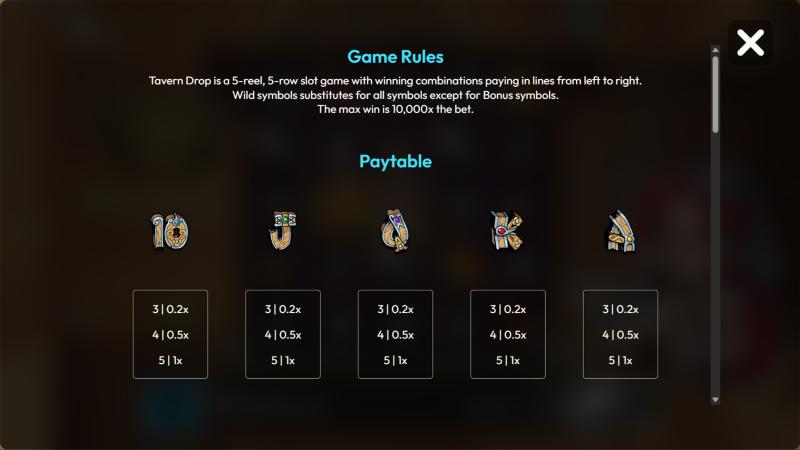 Game Rules
Tavern Drop is a 5-reel, 5-row slot game with winning combinations paying in lines from left to right.
Wild symbols substitutes for all symbols except for Bonus symbols.
The max win is 10,000x the bet.
Paytable
10 J Q K A
3 | 0.2x 3 | 0.2x 3 | 0.2x 3 | 0.2x 3 | 0.2x
4 | 0.5x 4 | 0.5x 4 | 0.5x 4 | 0.5x 4 | 0.5x
5 | 1x 5 | 1x 5 | 1x 5 | 1x 5 | 1x